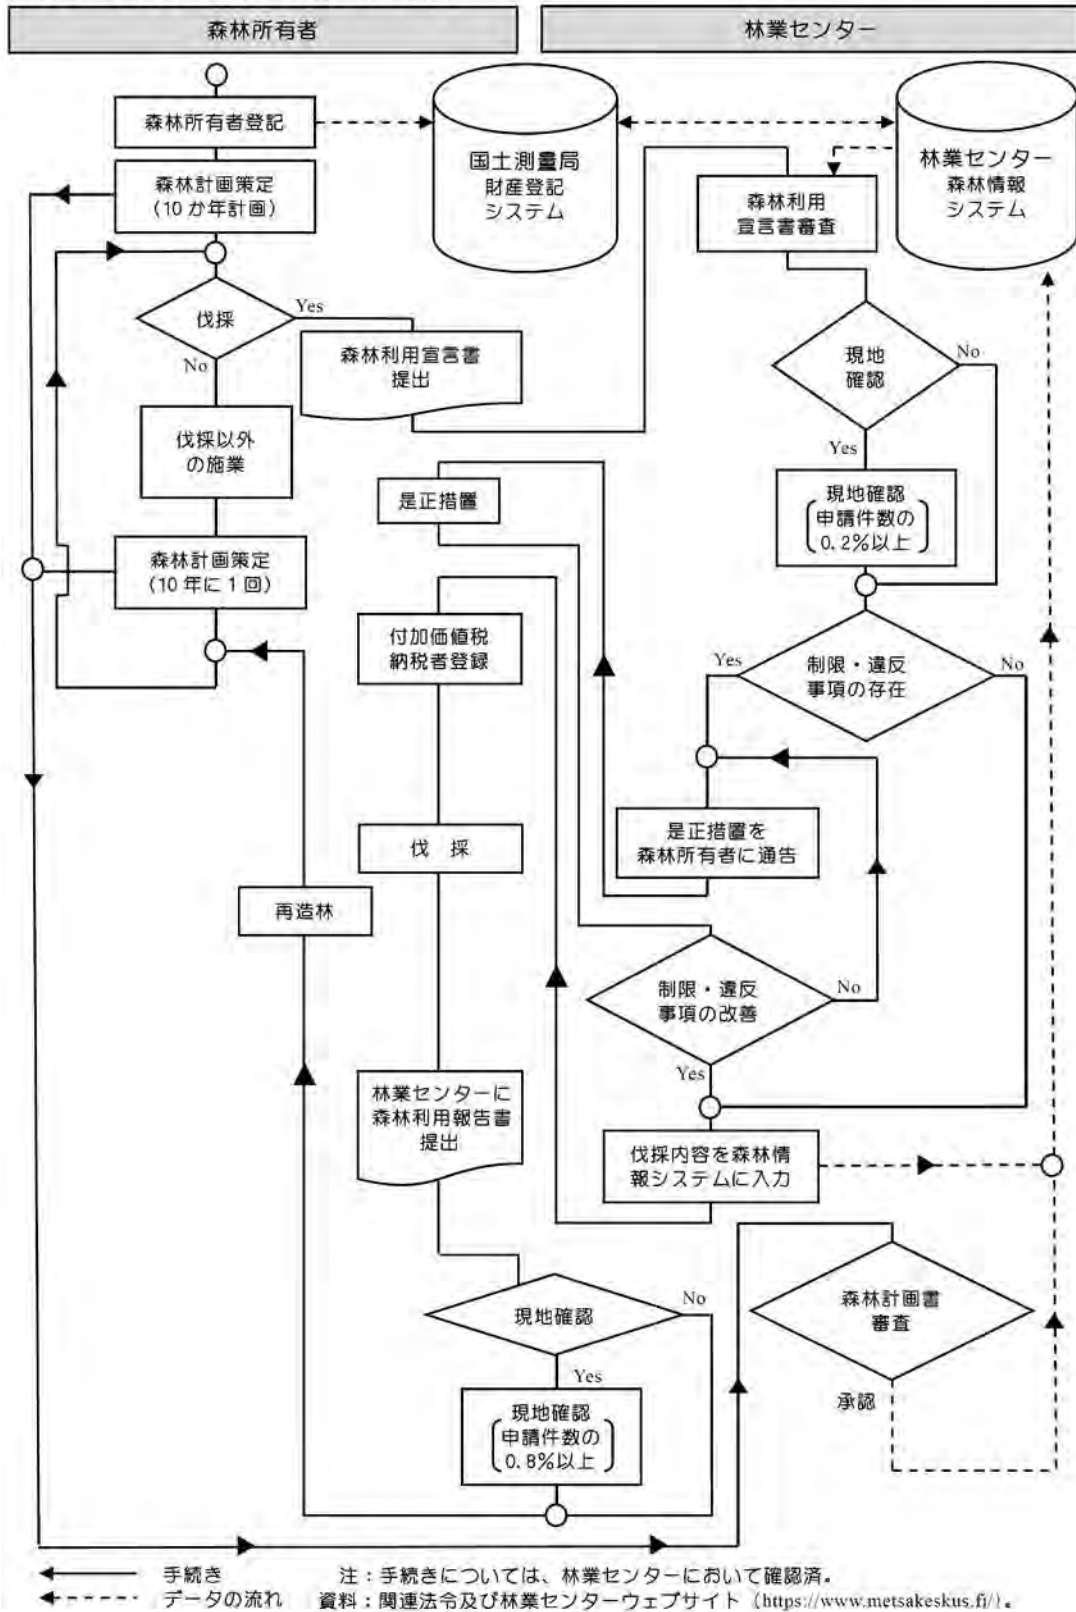 森林所有者
林業センター
森林所有者登記
国土測量局
財産登記
システム
林業センター
森林情報
システム
森林計画策定
(10か年計画)
森林利用
宣言書審査
伐採
Yes
No
森林利用宣言書
提出
現地
確認
No
Yes
伐採以外
の施業
是正措置
現地確認
申請件数の
0.2%以上
森林計画策定
(10年に1回)
付加価値税
納税者登録
制限・違反
事項の存在
Yes
No
伐 採
是正措置を
森林所有者に通告
再造林
制限・違反
事項の改善
No
Yes
林業センターに
森林利用報告書
提出
伐採内容を森林情
報システムに入力
現地確認
No
Yes
森林計画書
審査
承認
現地確認
申請件数の
0.8%以上
手続き
データの流れ
注：手続きについては、林業センターにおいて確認済。
資料：関連法令及び林業センターウェブサイト（https://www.metsakeskus.fi/）。